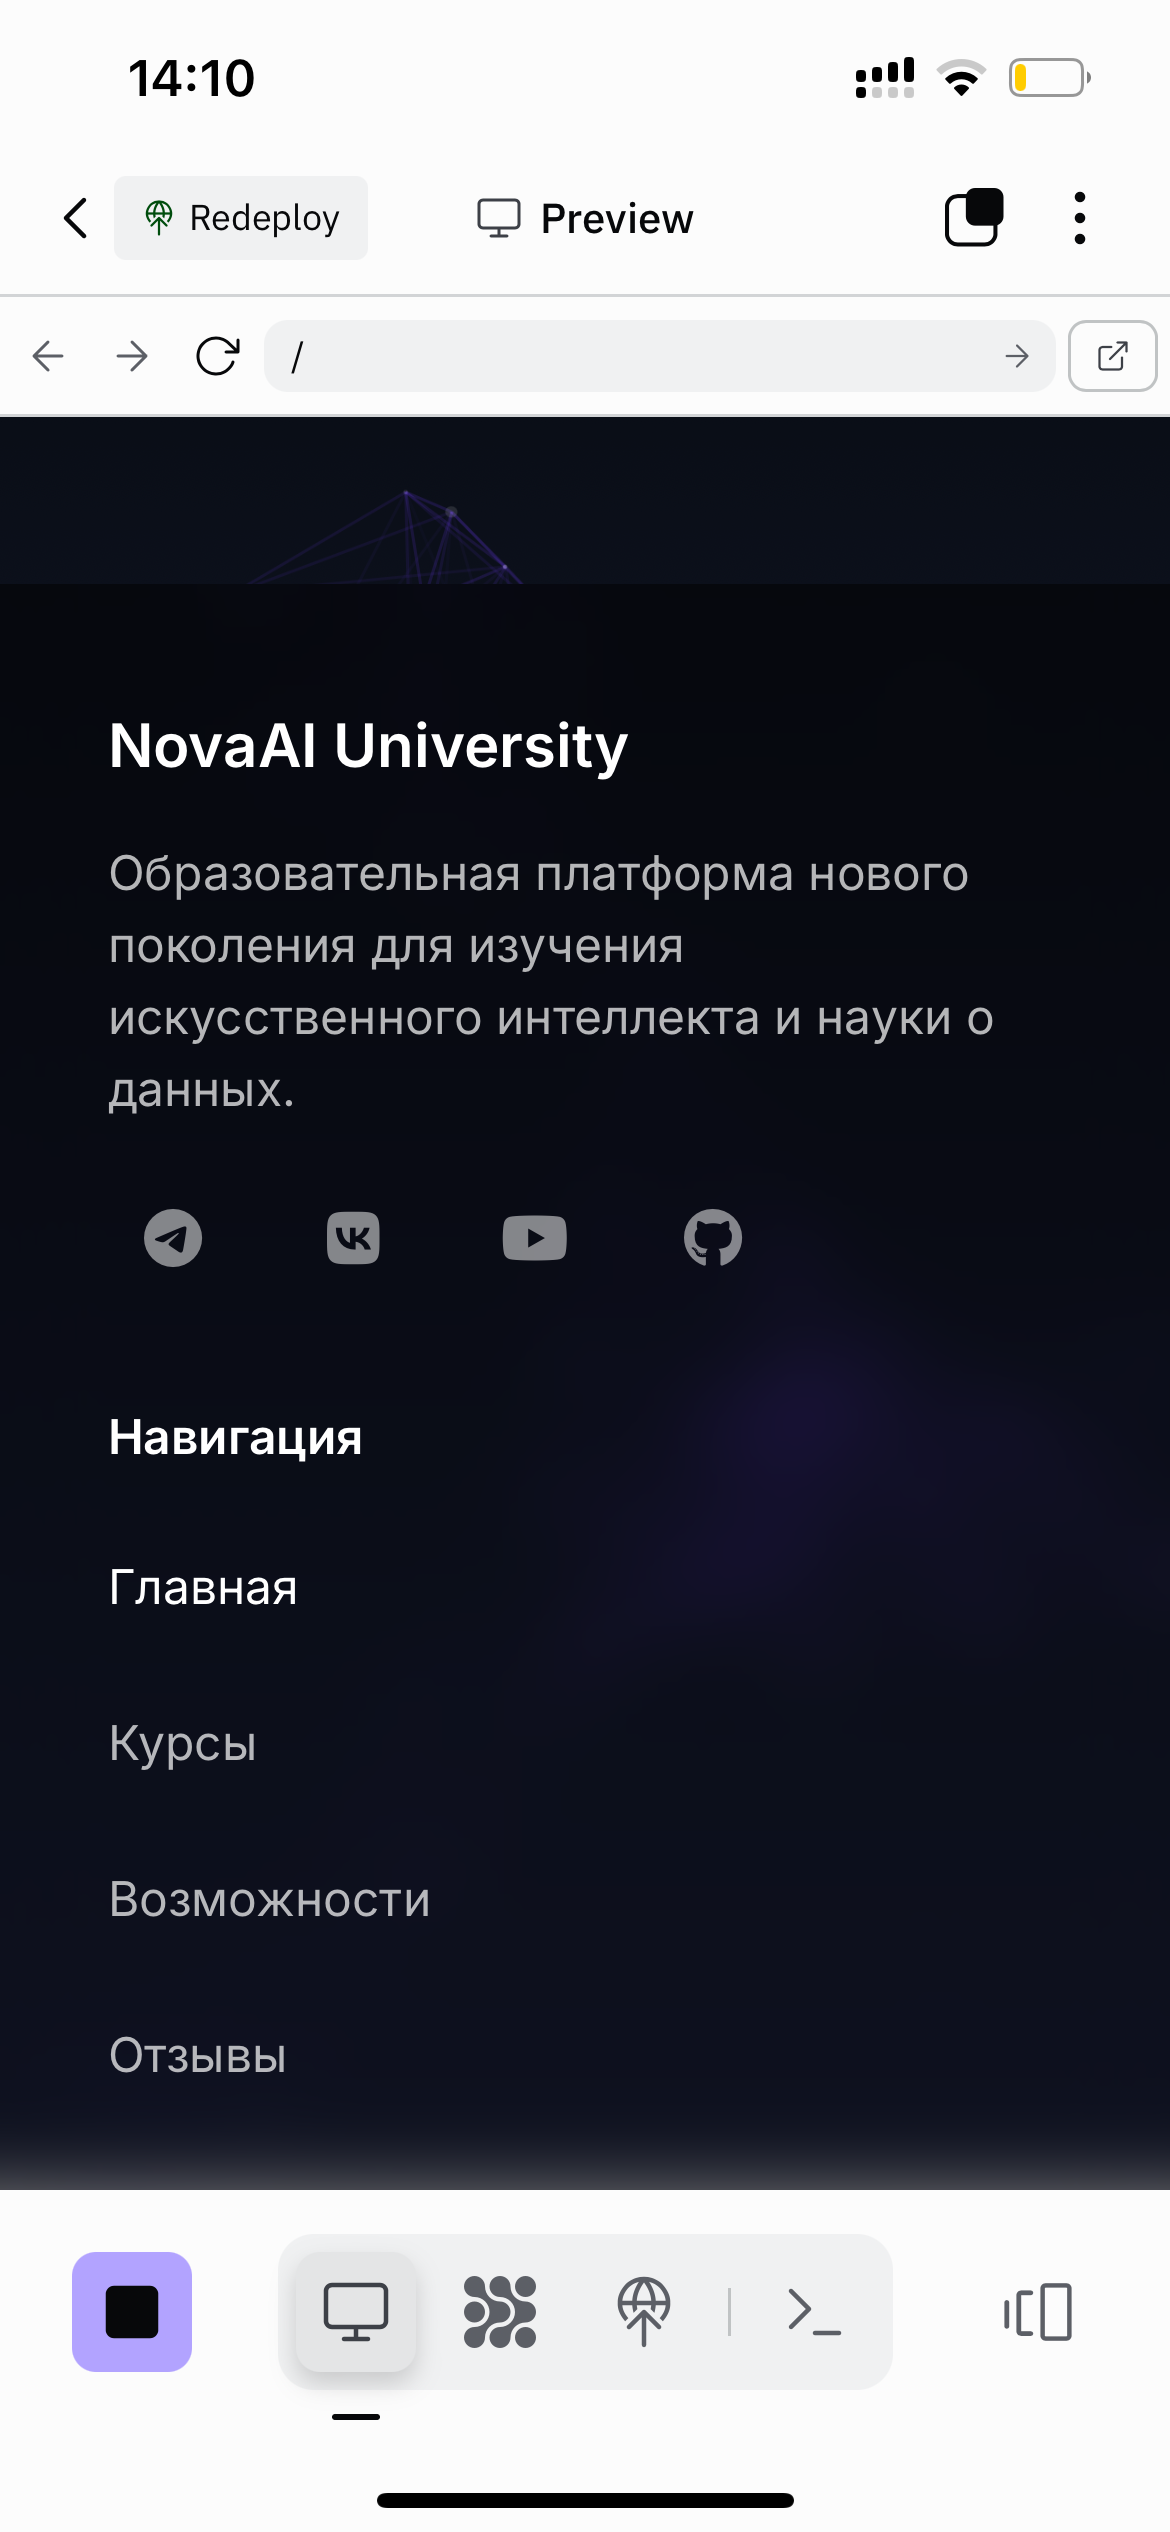 14:10
Redeploy
Preview
/
NovaAI University
Образовательная платформа нового
поколения для изучения
искусственного интеллекта и науки о
данных.
Навигация
Главная
Курсы
Возможности
Отзывы